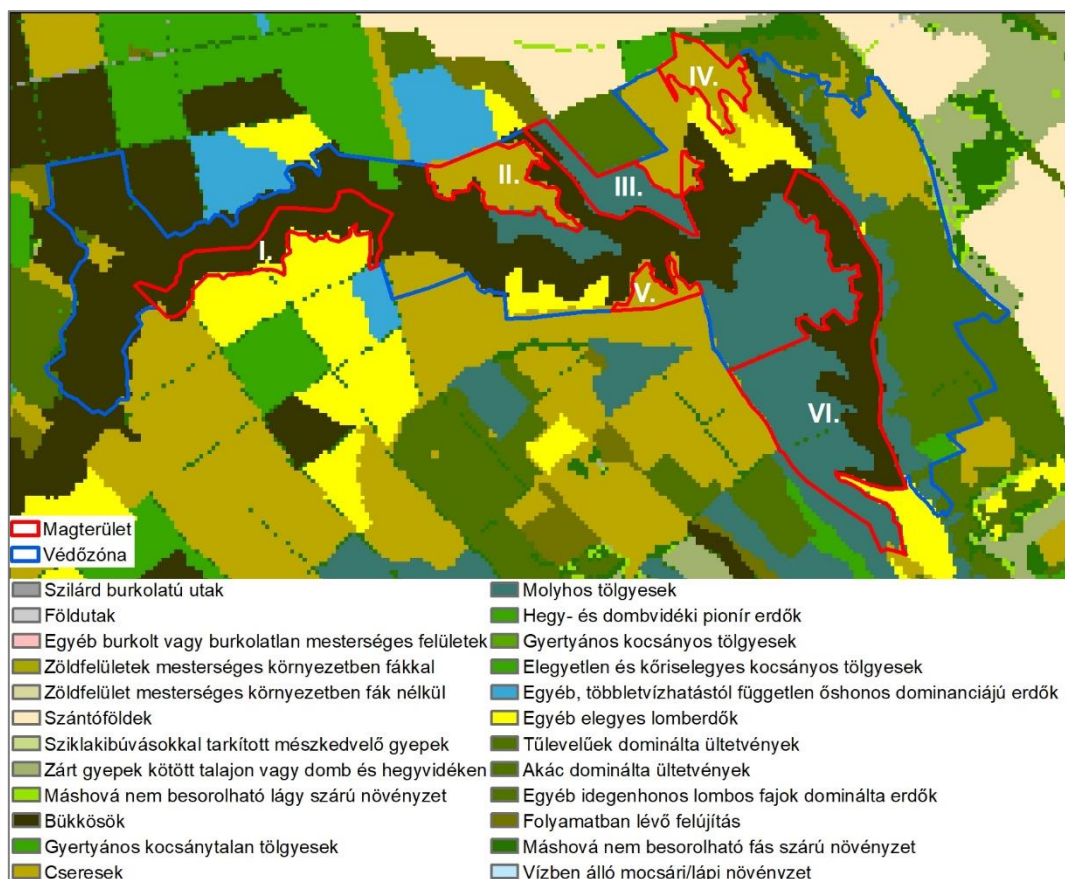 IV.
II.
III.
I.
V.
VI.
Magterület
Védőzóna
Szilárd burkolatú utak
Földutak
Egyéb burkolt vagy burkolatlan mesterséges felületek
Zöldfelületek mesterséges környezetben fákkal
Zöldfelület mesterséges környezetben fák nélkül
Szántóföldek
Sziklakibúvásokkal tarkított mészkedvelő gyepek
Zárt gyepek kötött talajon vagy domb és hegyvidéken
Máshová nem besorolható lágy szárú növényzet
Bükkösök
Gyertyános kocsánytalan tölgyesek
Cseresek
Molyhos tölgyesek
Hegy- és dombvidéki pionír erdők
Gyertyános kocsányos tölgyesek
Elegyetlen és kőriselegyes kocsányos tölgyesek
Egyéb, többletvízhatástól független őshonos dominanciájú erdők
Egyéb elegyes lomberdők
Tűlevelűek dominálta ültetvények
Akác dominálta ültetvények
Egyéb idegenhonos lombos fajok dominálta erdők
Folyamatban lévő felújítás
Máshová nem besorolható fás szárú növényzet
Vízben álló mocsári/lápi növényzet